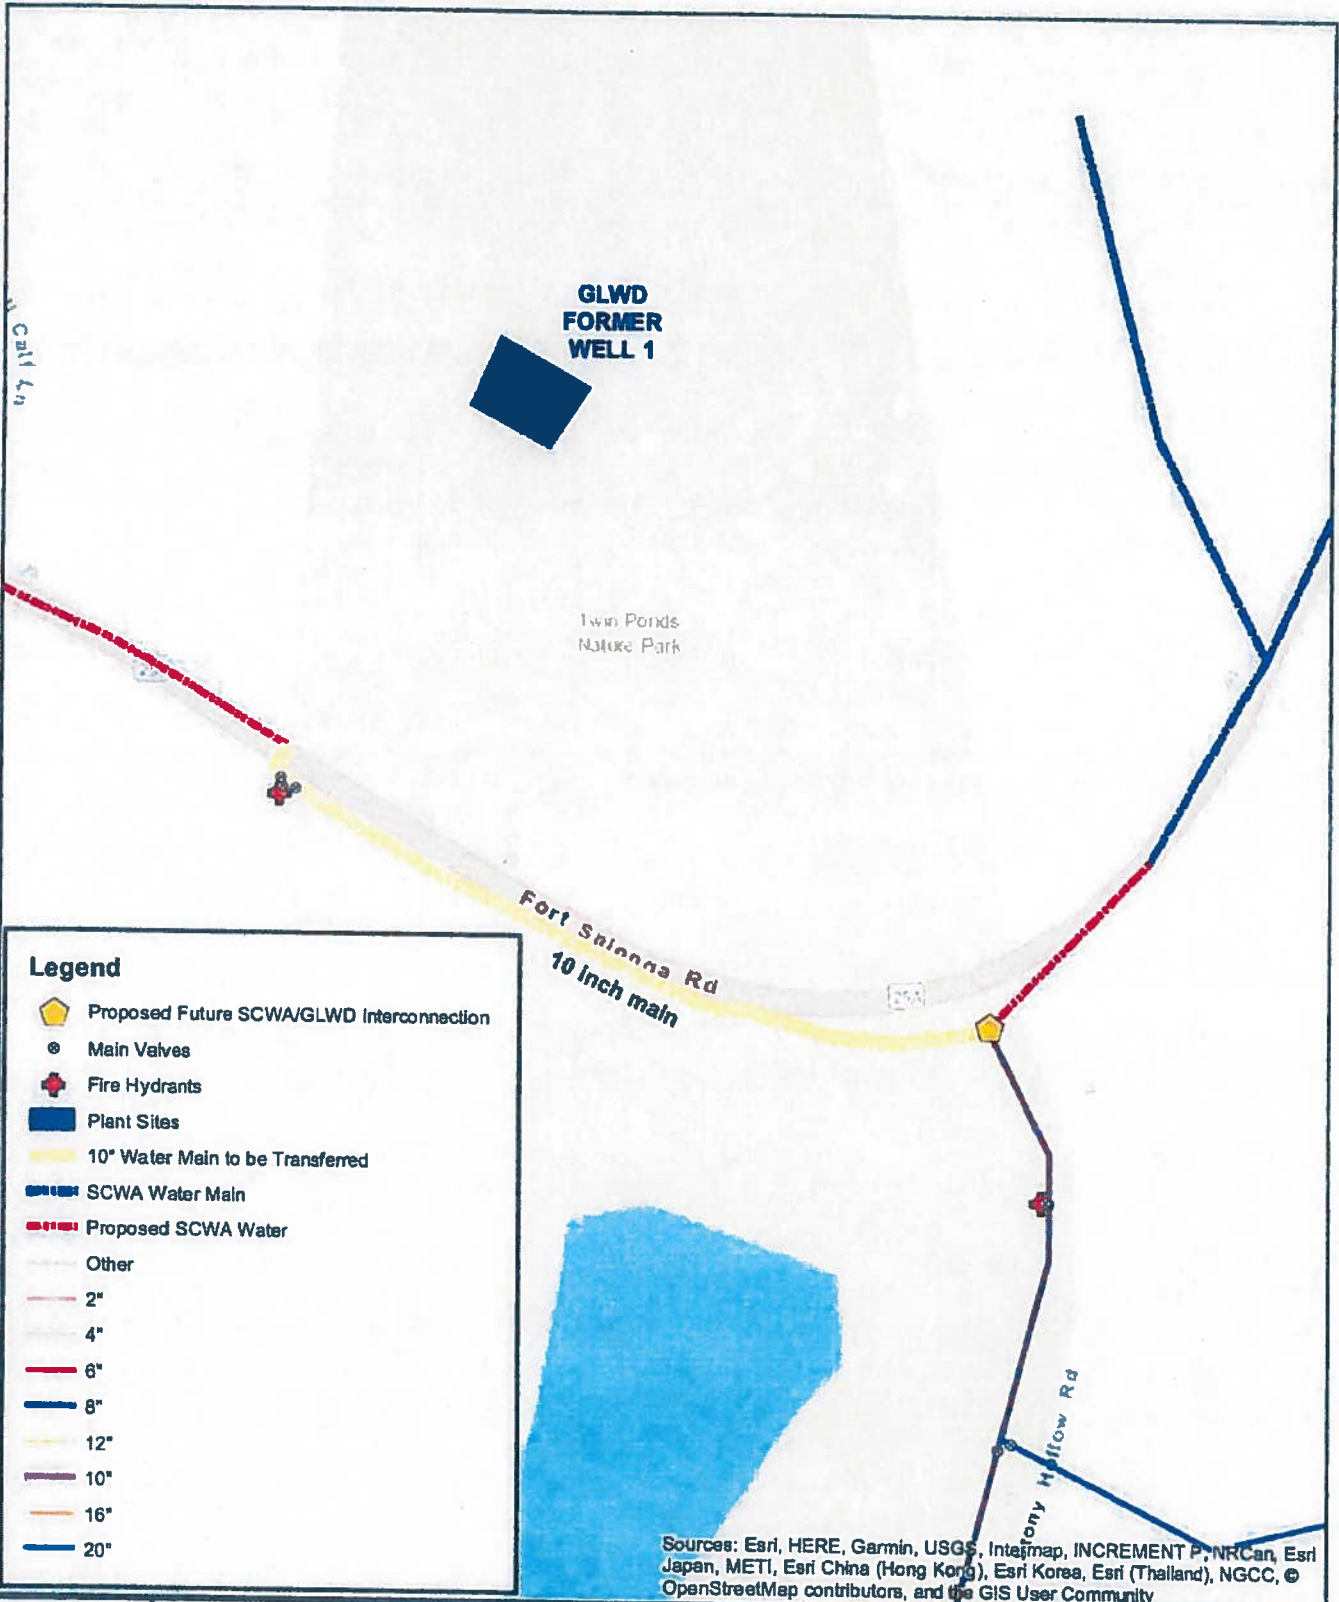 GLWD
FORMER
WELL 1
Twin Ponds
Nature Park
Fort Salonga Rd
10 inch main
25A
Legend
Proposed Future SCWA/GLWD Interconnection
Main Valves
Fire Hydrants
Plant Sites
10" Water Main to be Transferred
SCWA Water Main
Proposed SCWA Water
Other
2"
4"
6"
8"
12"
10"
16"
20"
Hollow Rd
Sources: Esri, HERE, Garmin, USGS, Intermap, INCREMENT P, NRCan, Esri
Japan, METI, Esri China (Hong Kong), Esri Korea, Esri (Thailand), NGCC, ©
OpenStreetMap contributors, and the GIS User Community